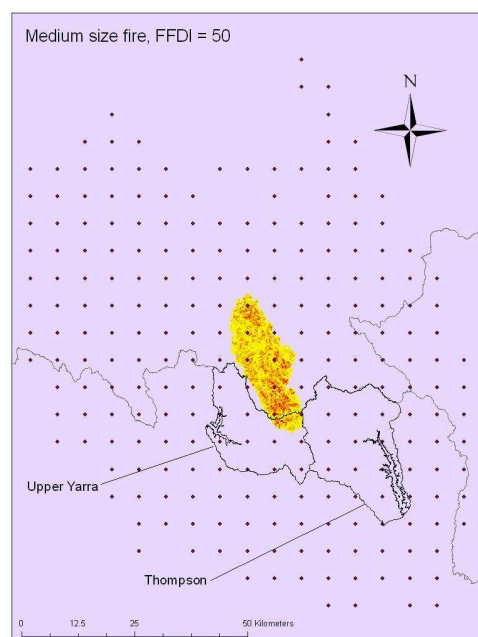 Medium size fire, FFDI = 50
N
Upper Yarra
Thompson
0 12.5 25 50 Kilometers